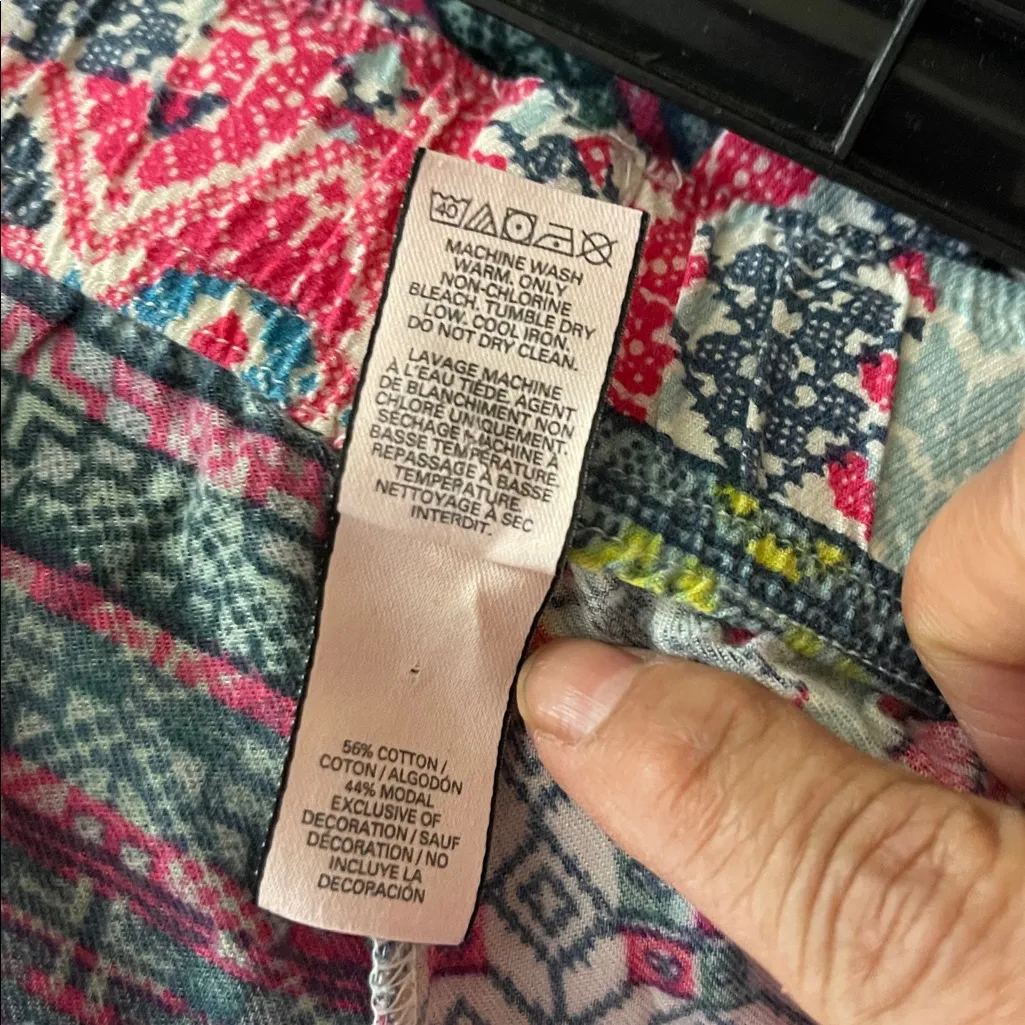 40
MACHINE WASH
WARM. ONLY
NON-CHLORINE
BLEACH. TUMBLE DRY
LOW. COOL IRON.
DO NOT DRY CLEAN.
LAVAGE MACHINE
À L'EAU TIÈDE. AGENT
DE BLANCHIMENT NON
CHLORÉ UNIQUEMENT.
SÉCHAGE MACHINE À
BASSE TEMPÉRATURE.
REPASSAGE À BASSE
TEMPÉRATURE.
NETTOYAGE À SEC
INTERDIT.
56% COTTON /
COTON / ALGODÓN
44% MODAL
EXCLUSIVE OF
DECORATION / SAUF
DÉCORATION / NO
INCLUYE LA
DECORACIÓN